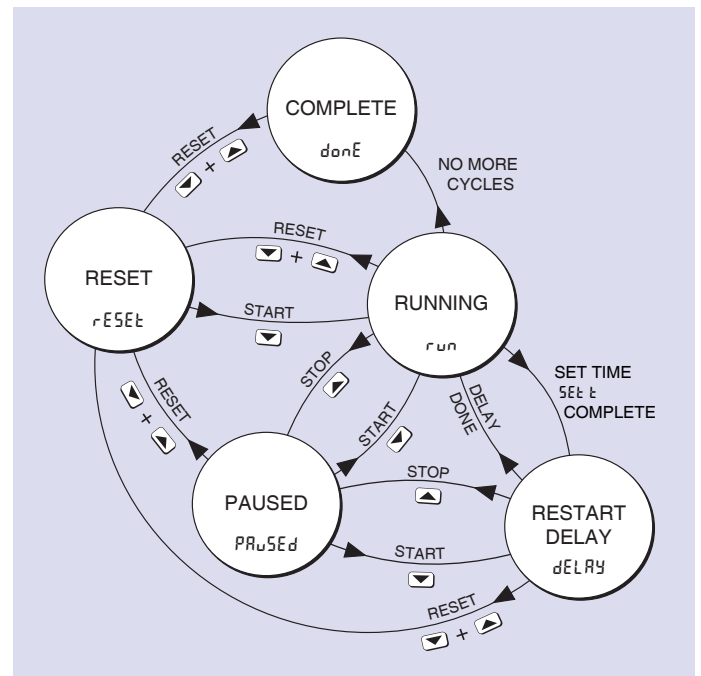 COMPLETE
donE
NO MORE
CYCLES
RESET
+
RESET
+
RESET
rESEt
START
RUNNING
run
STOP
START
DELAY
DONE
SET TIME
SEt t
COMPLETE
RESET
+
PAUSED
PAuSEd
STOP
START
RESTART
DELAY
dELAY
RESET
+